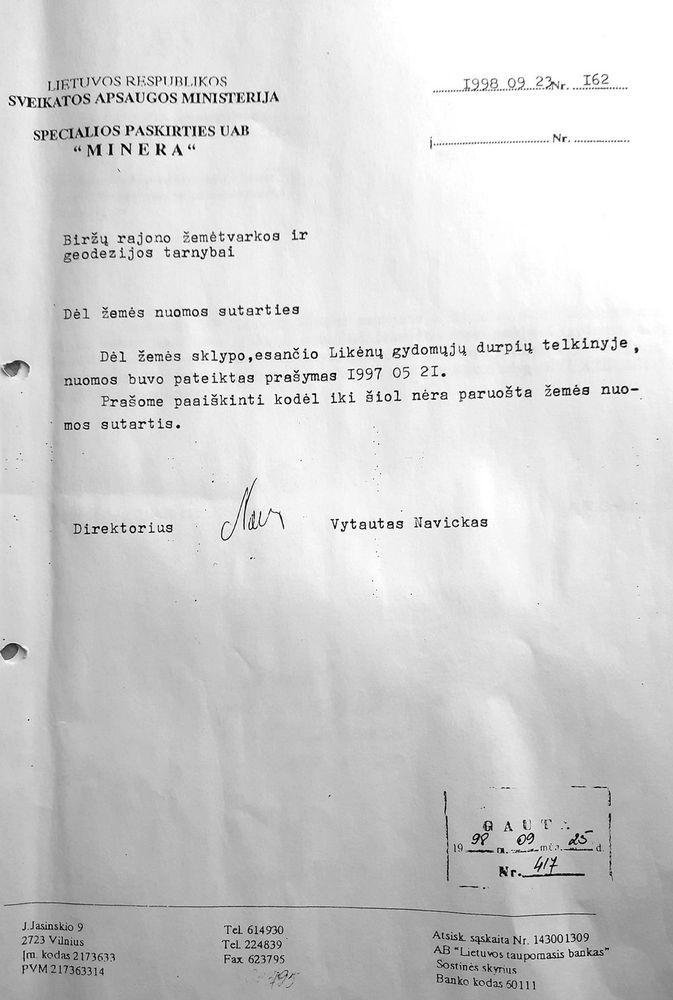 LIETUVOS RESPUBLIKOS
SVEIKATOS APSAUGOS MINISTERIJA
SPECIALIOS PASKIRTIES UAB
“MINERA“
I998 09 23 Nr. I62
į Nr.
Biržų rajono žemėtvarkos ir
geodezijos tarnybai
Dėl žemės nuomos sutarties
Dėl žemės sklypo,esančio Likėnų gydomųjų durpių telkinyje,
nuomos buvo pateiktas prašymas I997 05 2I.
Prašome paaiškinti kodėl iki šiol nėra paruošta žemės nuo-
mos sutartis.
Direktorius Vytautas Navickas
GAUTA
19 98 m. 09 mėn. 25 d.
Nr. 417
J.Jasinskio 9
2723 Vilnius
Įm. kodas 2173633
PVM 217363314
Tel. 614930
Tel. 224839
Fax 623795
Atsisk. sąskaita Nr. 143001309
AB “Lietuvos taupomasis bankas”
Sostinės skyrius
Banko kodas 60111